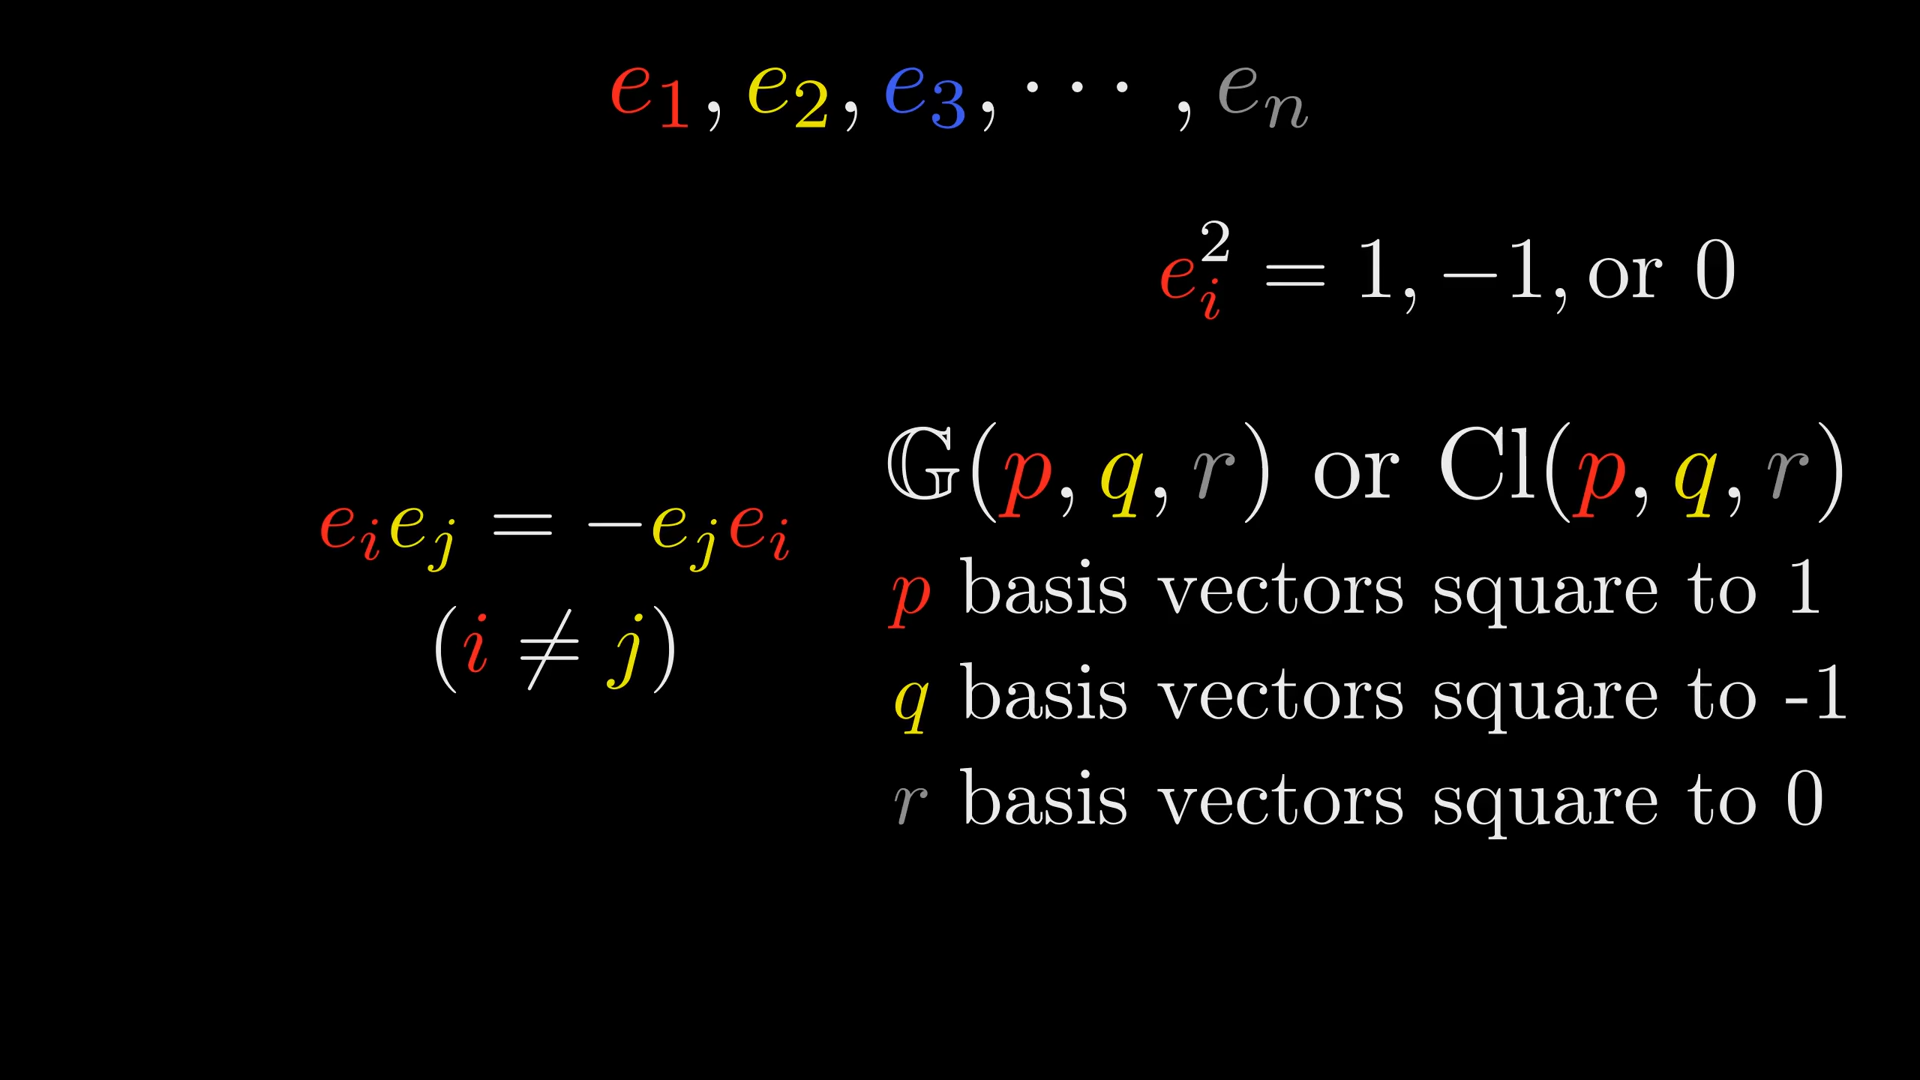 e₁, e₂, e₃, ⋯ , eₙ
eᵢ² = 1, −1, or 0
𝔾(p, q, r) or Cl(p, q, r)
eᵢeⱼ = −eⱼeᵢ
(i ≠ j)
p basis vectors square to 1
q basis vectors square to -1
r basis vectors square to 0